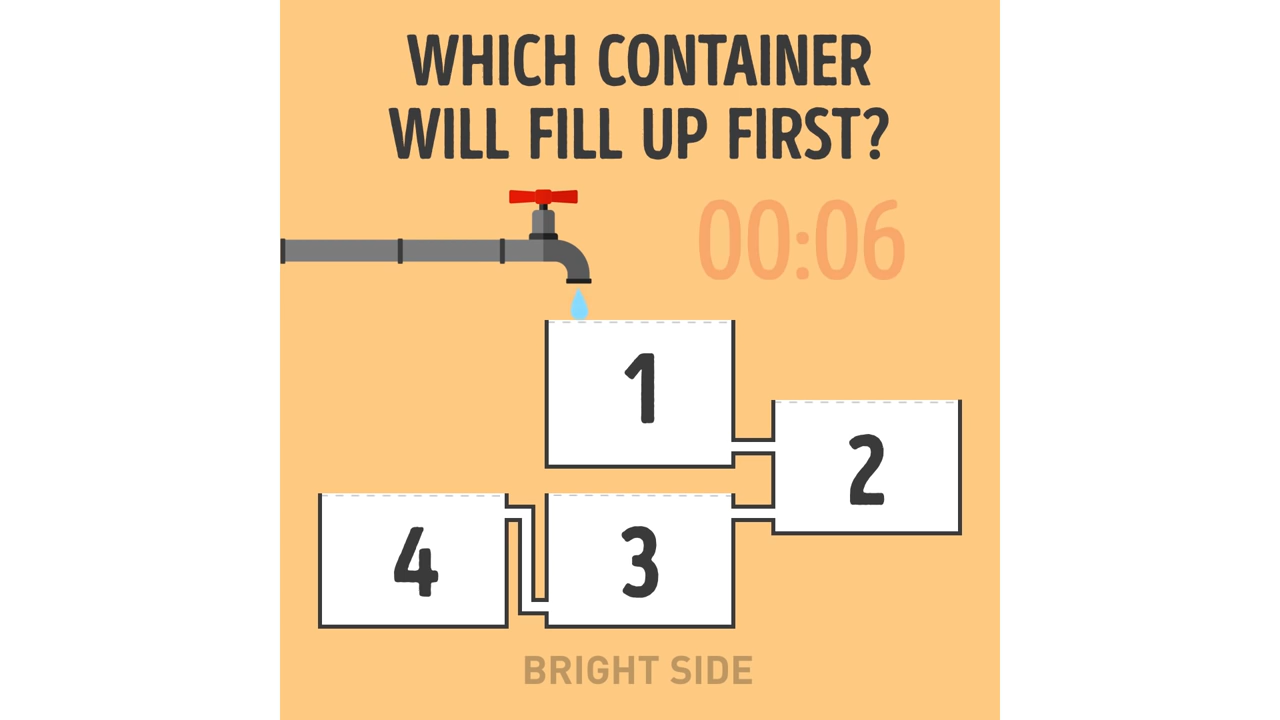 WHICH CONTAINER
WILL FILL UP FIRST?
00:06
1
2
4
3
BRIGHT SIDE